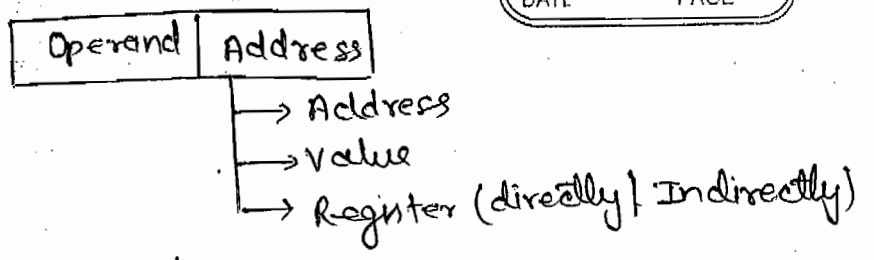 DATE PAGE
Operand Address
→ Address
→ Value
→ Register (directly | Indirectly)